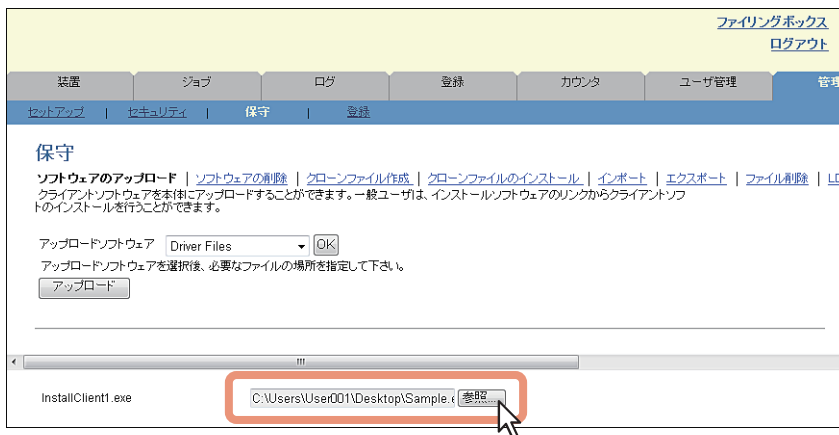 ファイリングボックス
ログアウト
装置 ジョブ ログ 登録 カウンタ ユーザ管理 管理
セットアップ | セキュリティ | 保守 | 登録
保守
ソフトウェアのアップロード | ソフトウェアの削除 | クローンファイル作成 | クローンファイルのインストール | インポート | エクスポート | ファイル削除 | LD
クライアントソフトウェアを本体にアップロードすることができます。一般ユーザは、インストールソフトウェアのリンクからクライアントソフ
トのインストールを行うことができます。
アップロードソフトウェア Driver Files OK
アップロードソフトウェアを選択後、必要なファイルの場所を指定して下さい。
アップロード
InstallClient1.exe C:\Users\User001\Desktop\Sample.e 参照...